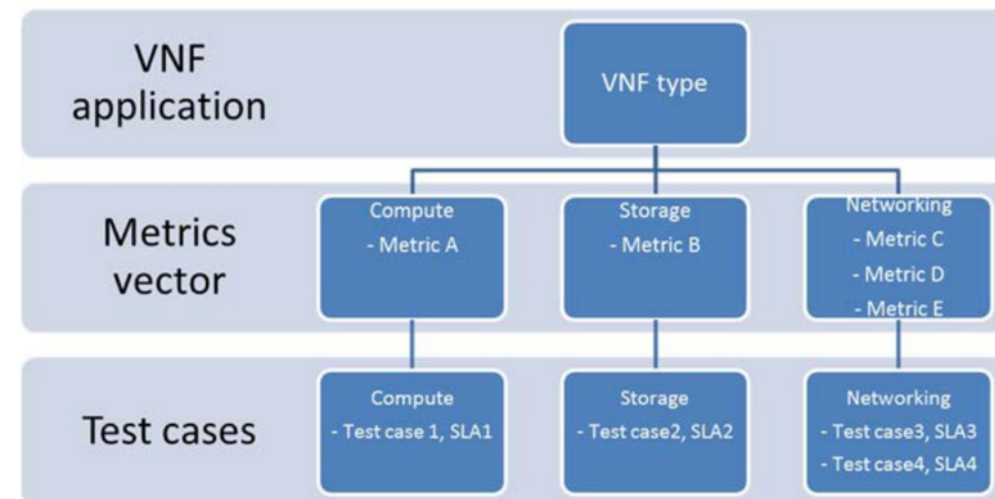 VNF
application
VNF type
Metrics
vector
Compute
- Metric A
Storage
- Metric B
Networking
- Metric C
- Metric D
- Metric E
Test cases
Compute
- Test case 1, SLA1
Storage
- Test case2, SLA2
Networking
- Test case3, SLA3
- Test case4, SLA4